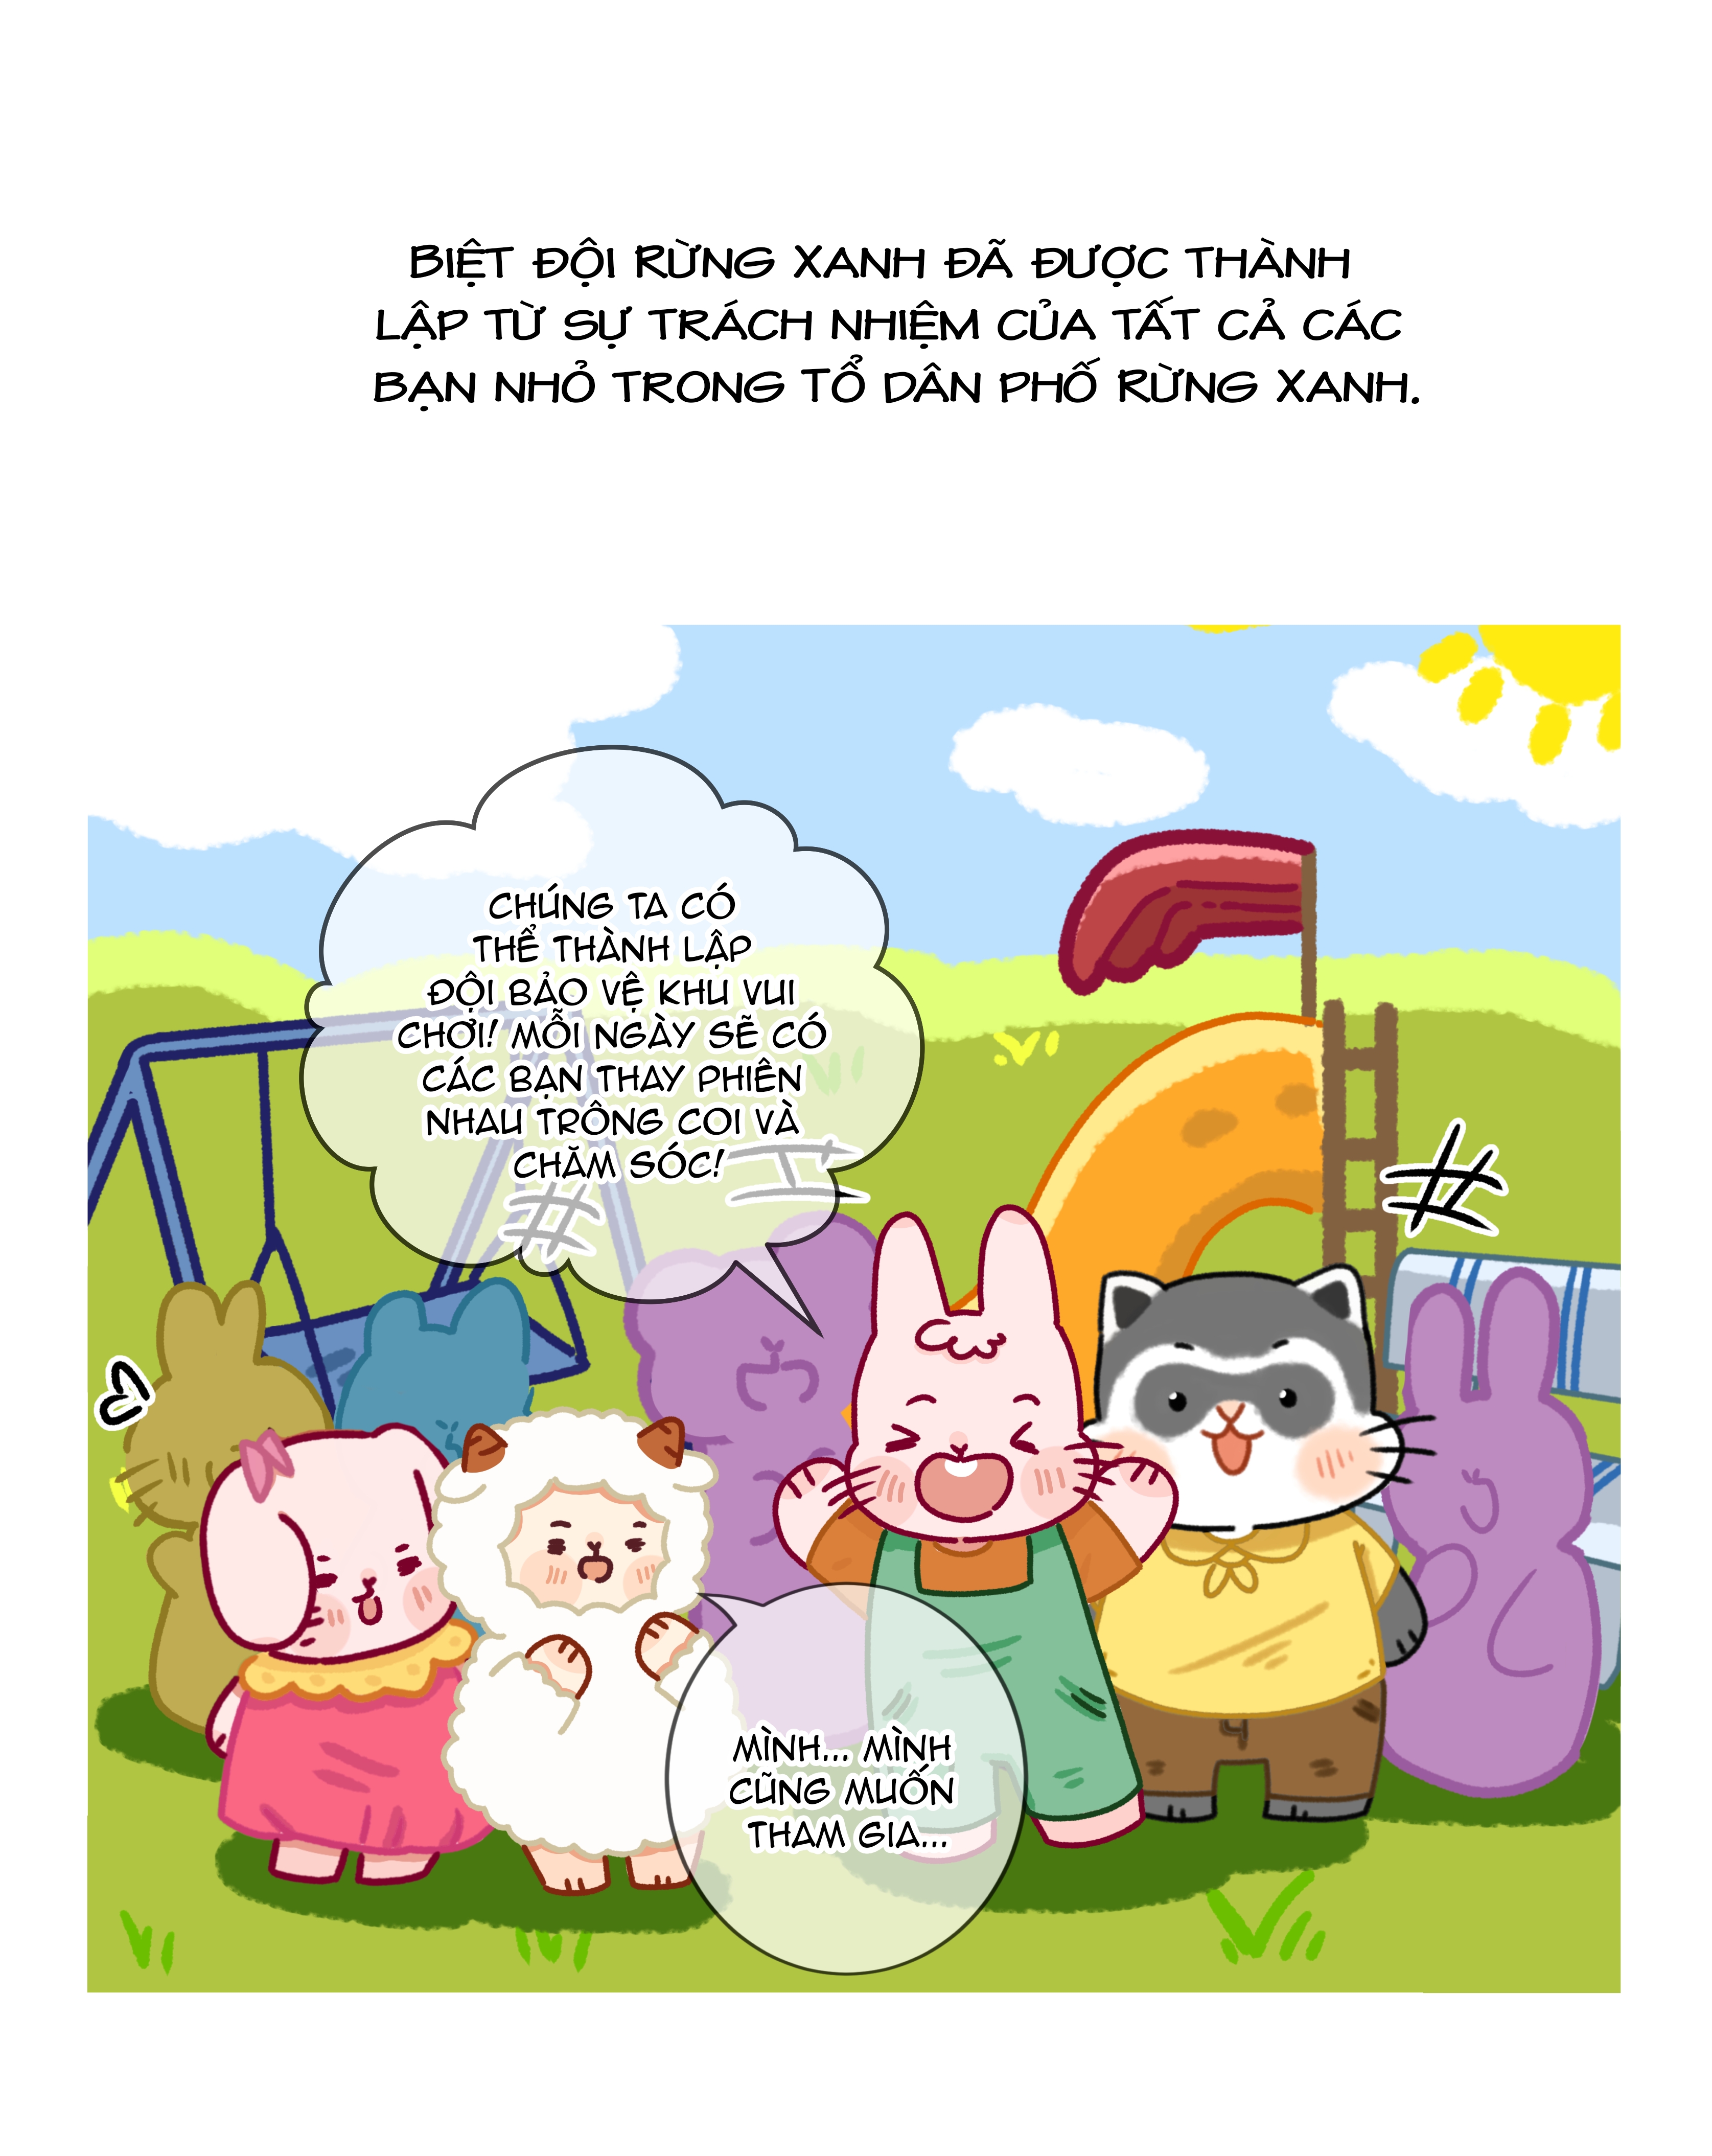 BIỆT ĐỘI RỪNG XANH ĐÃ ĐƯỢC THÀNH
LẬP TỪ SỰ TRÁCH NHIỆM CỦA TẤT CẢ CÁC
BẠN NHỎ TRONG TỔ DÂN PHỐ RỪNG XANH.
CHÚNG TA CÓ
THỂ THÀNH LẬP
ĐỘI BẢO VỆ KHU VUI
CHƠI! MỖI NGÀY SẼ CÓ
CÁC BẠN THAY PHIÊN
NHAU TRÔNG COI VÀ
CHĂM SÓC!
MÌNH... MÌNH
CŨNG MUỐN
THAM GIA...